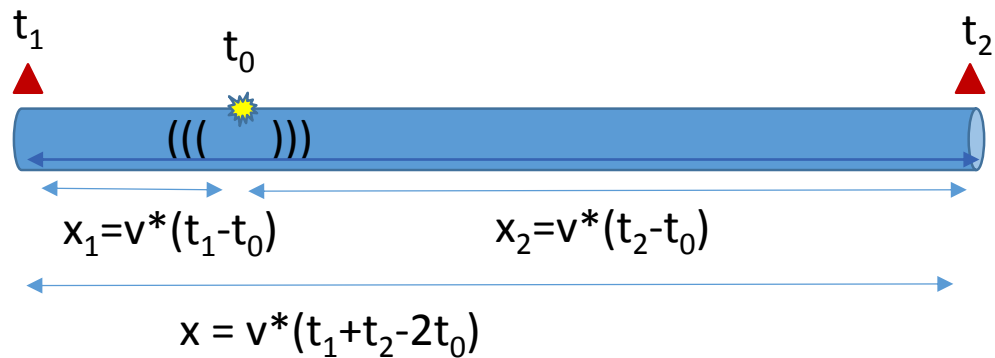 t₁
t₀
t₂
((( )))
x₁=v*(t₁-t₀)
x₂=v*(t₂-t₀)
x = v*(t₁+t₂-2t₀)